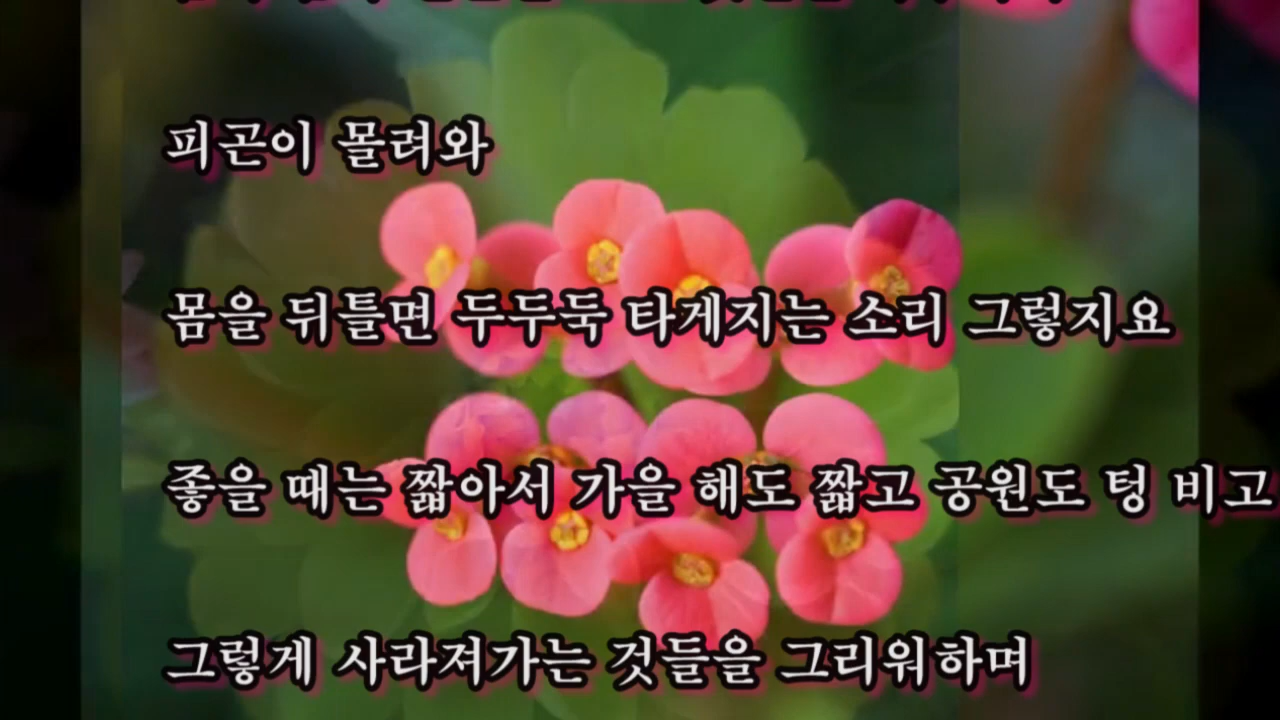 피곤이 몰려와
몸을 뒤틀면 두두둑 타게지는 소리 그렇지요
좋을 때는 짧아서 가을 해도 짧고 공원도 텅 비고
그렇게 사라져가는 것들을 그리워하며